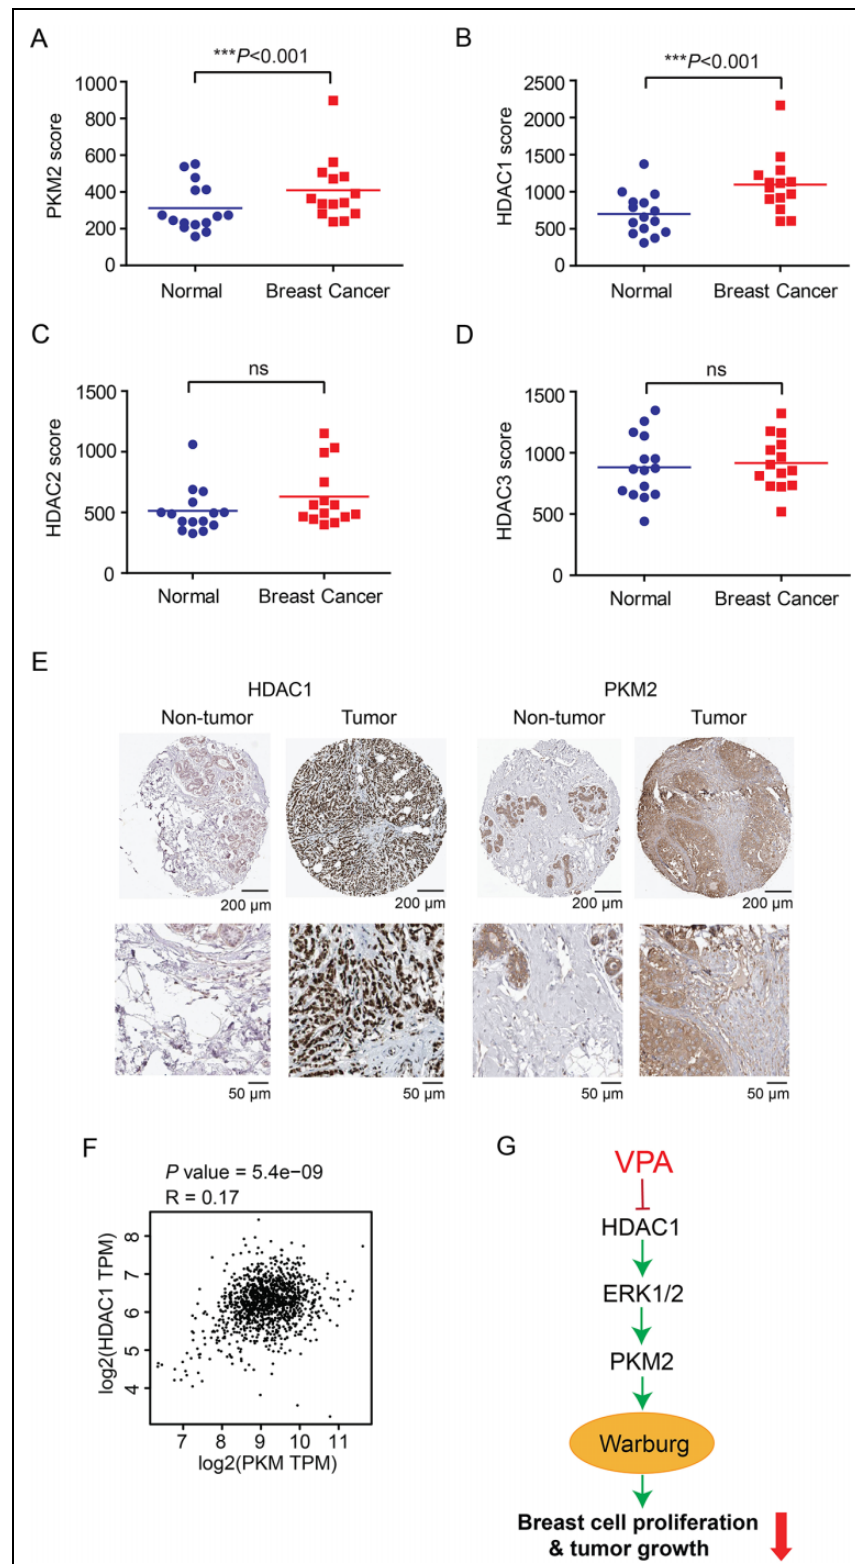 A
***P<0.001
PKM2 score
1000
800
600
400
200
0
Normal
Breast Cancer
B
***P<0.001
HDAC1 score
2500
2000
1500
1000
500
0
Normal
Breast Cancer
C
ns
HDAC2 score
1500
1000
500
0
Normal
Breast Cancer
D
ns
HDAC3 score
1500
1000
500
0
Normal
Breast Cancer
E
HDAC1
PKM2
Non-tumor
Tumor
Non-tumor
Tumor
200 μm
200 μm
200 μm
200 μm
50 μm
50 μm
50 μm
50 μm
F
P value = 5.4e−09
R = 0.17
log2(HDAC1 TPM)
8
7
6
5
4
7 8 9 10 11
log2(PKM TPM)
G
VPA
HDAC1
ERK1/2
PKM2
Warburg
Breast cell proliferation
& tumor growth